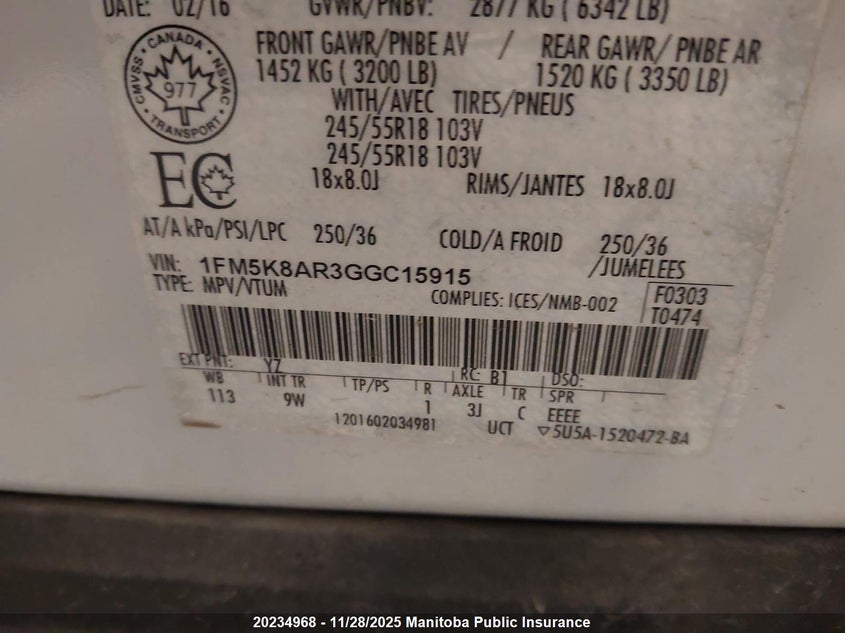 DATE: 02/16 GVWR/PNBV: 2877 KG ( 6342 LB)
FRONT GAWR/PNBE AV / REAR GAWR/ PNBE AR
1452 KG ( 3200 LB) 1520 KG ( 3350 LB)
WITH/AVEC TIRES/PNEUS
245/55R18 103V
245/55R18 103V
18x8.0J RIMS/JANTES 18x8.0J
CMVSS • CANADA • NSVAC • TRANSPORT •
977
EC
AT/A kPa/PSI/LPC 250/36 COLD/A FROID 250/36
/JUMELEES
VIN: 1FM5K8AR3GGC15915
TYPE: MPV/VTUM COMPLIES: ICES/NMB-002 F0303
T0474
EXT PNT: YZ RC: B1 DSO:
WB INT TR TP/PS R AXLE TR SPR
113 9W 1 3J C EEEE
1201602034981 UCT ▽5U5A-1520472-BA
20234968 - 11/28/2025 Manitoba Public Insurance